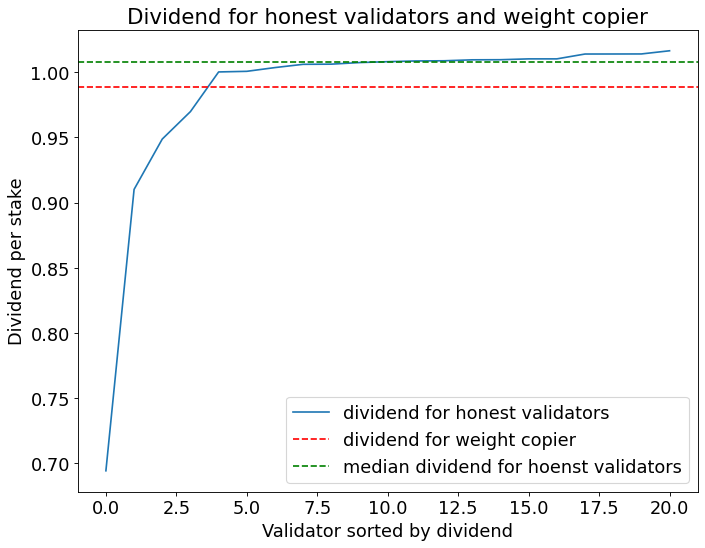 Dividend for honest validators and weight copier
Dividend per stake
1.00
0.95
0.90
0.85
0.80
0.75
0.70
dividend for honest validators
dividend for weight copier
median dividend for hoenst validators
0.0 2.5 5.0 7.5 10.0 12.5 15.0 17.5 20.0
Validator sorted by dividend